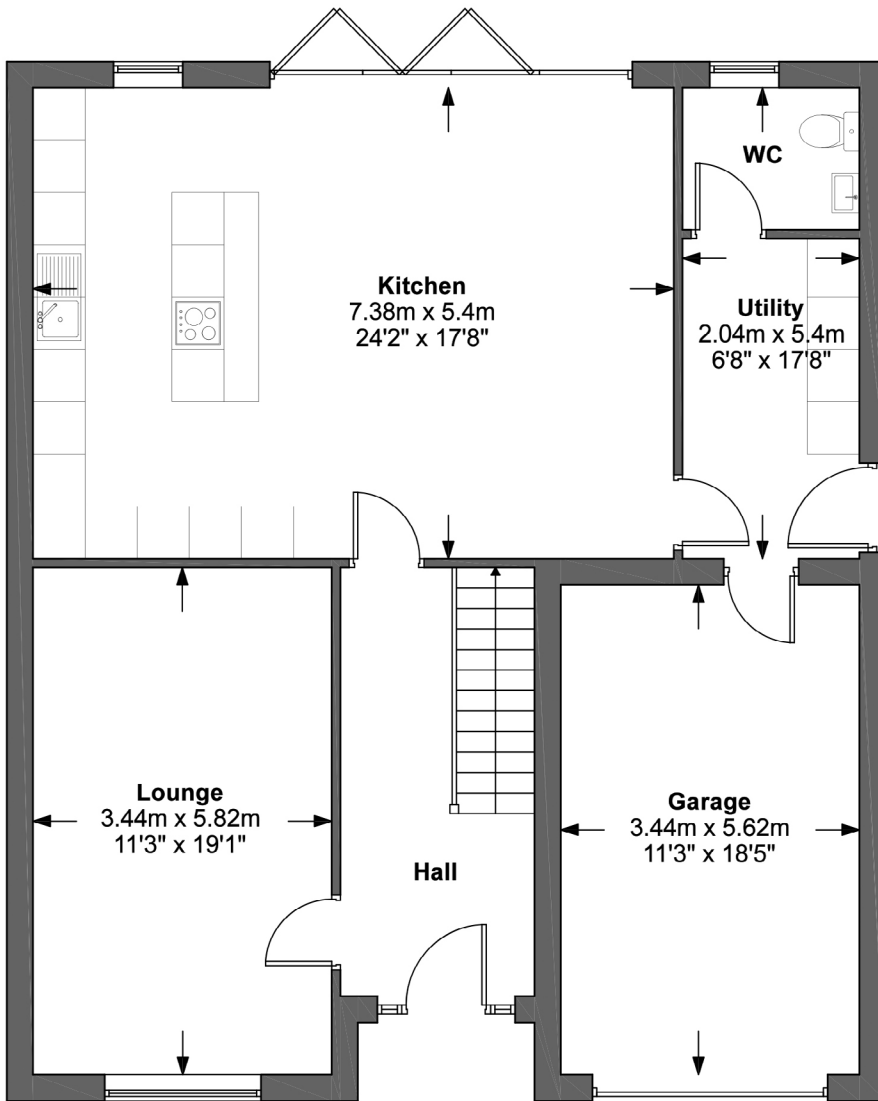 WC
Kitchen
7.38m x 5.4m
24'2" x 17'8"
Utility
2.04m x 5.4m
6'8" x 17'8"
Lounge
3.44m x 5.82m
11'3" x 19'1"
Garage
3.44m x 5.62m
11'3" x 18'5"
Hall